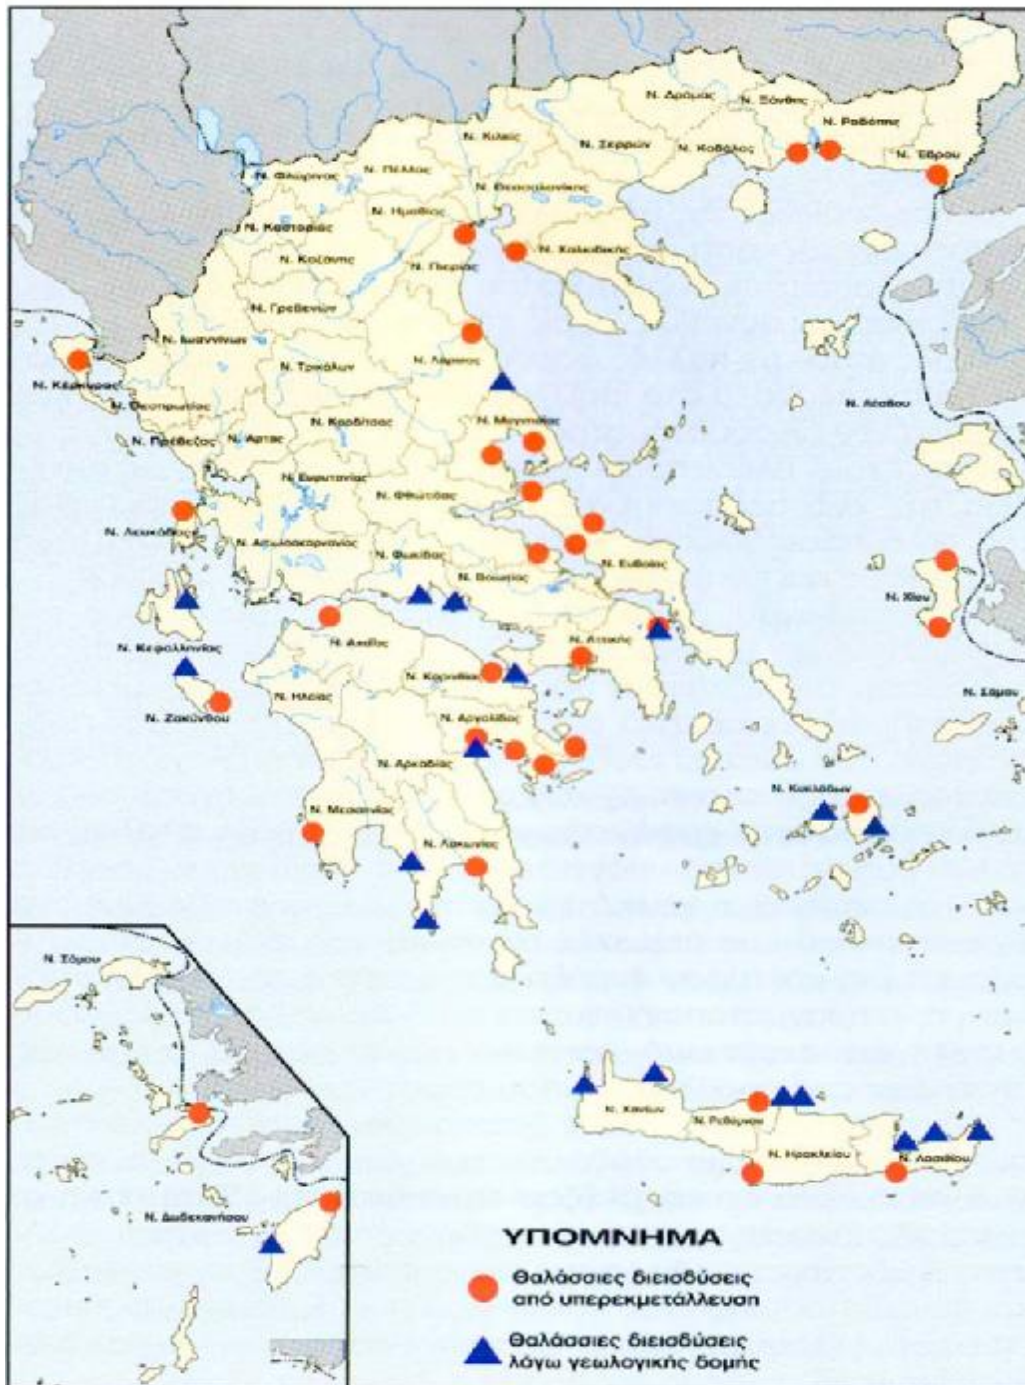 Ν. Δράμας
Ν. Ξάνθης
Ν. Ροδόπης
Ν. Κιλκίς
Ν. Σερρών
Ν. Καβάλας
Ν. Έβρου
Ν. Φλώρινας
Ν. Πέλλας
Ν. Θεσσαλονίκης
Ν. Ημαθίας
Ν. Καστοριάς
Ν. Κοζάνης
Ν. Πιερίας
Ν. Χαλκιδικής
Ν. Γρεβενών
Ν. Ιωαννίνων
Ν. Τρικάλων
Ν. Λάρισας
Ν. Κέρκυρας
Ν. Θεσπρωτίας
Ν. Λέσβου
Ν. Πρέβεζας
Ν. Άρτας
Ν. Καρδίτσας
Ν. Μαγνησίας
Ν. Ευρυτανίας
Ν. Φθιώτιδας
Ν. Λευκάδας
Ν. Αιτωλοακαρνανίας
Ν. Φωκίδας
Ν. Βοιωτίας
Ν. Ευβοίας
Ν. Χίου
Ν. Κεφαλληνίας
Ν. Αχαΐας
Ν. Αττικής
Ν. Κορινθίας
Ν. Ηλείας
Ν. Ζακύνθου
Ν. Αργολίδας
Ν. Σάμου
Ν. Αρκαδίας
Ν. Κυκλάδων
Ν. Μεσσηνίας
Ν. Λακωνίας
Ν. Σάμου
Ν. Χανίων
Ν. Ρεθύμνου
Ν. Ηρακλείου
Ν. Λασιθίου
Ν. Δωδεκανήσου
ΥΠΟΜΝΗΜΑ
Θαλάσσιες διεισδύσεις
από υπερεκμετάλλευση
Θαλάσσιες διεισδύσεις
λόγω γεωλογικής δομής